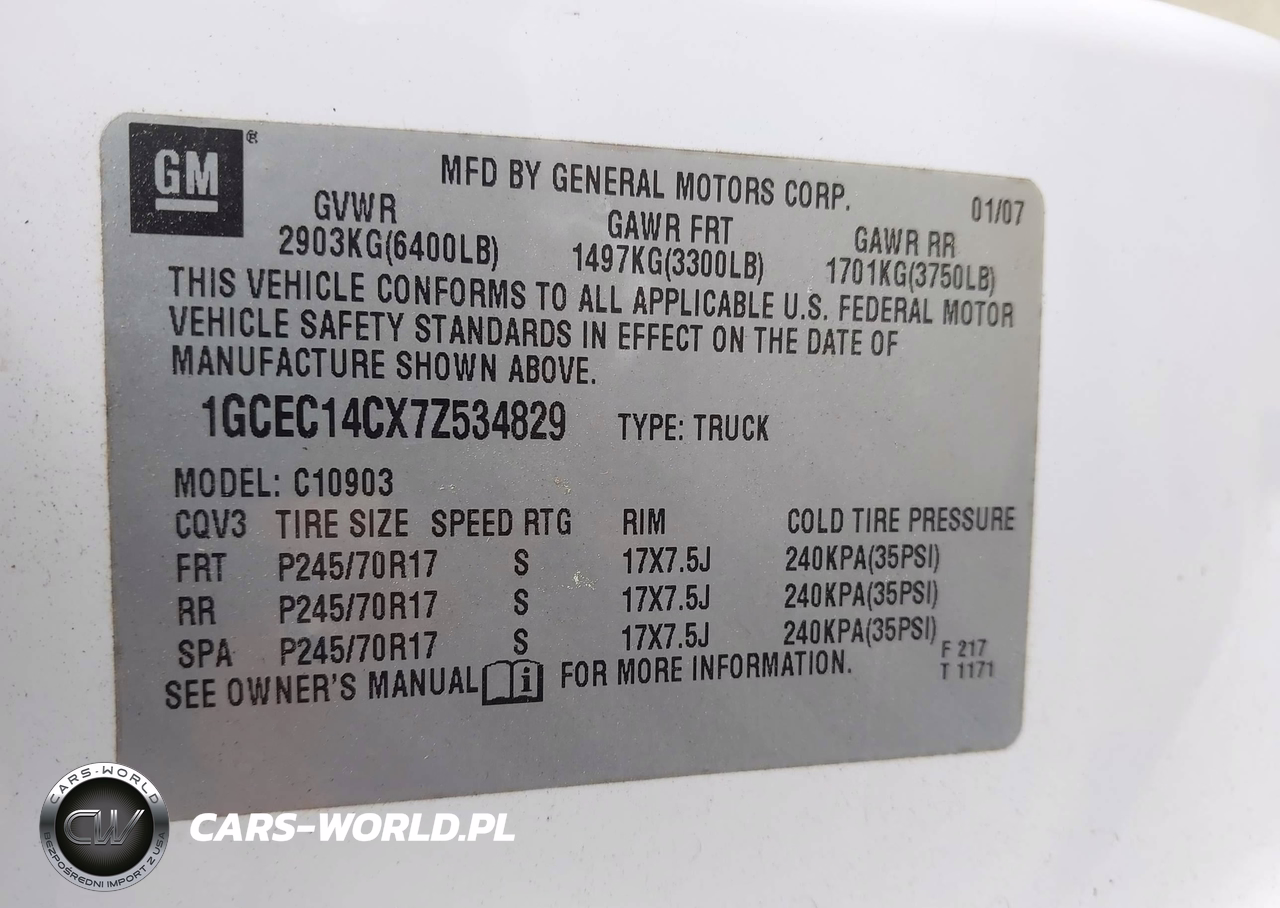 GM ®
MFD BY GENERAL MOTORS CORP.
01/07
GVWR GAWR FRT GAWR RR
2903KG(6400LB) 1497KG(3300LB) 1701KG(3750LB)
THIS VEHICLE CONFORMS TO ALL APPLICABLE U.S. FEDERAL MOTOR
VEHICLE SAFETY STANDARDS IN EFFECT ON THE DATE OF
MANUFACTURE SHOWN ABOVE.
1GCEC14CX7Z534829 TYPE: TRUCK
MODEL: C10903
CQV3 TIRE SIZE SPEED RTG RIM COLD TIRE PRESSURE
FRT P245/70R17 S 17X7.5J 240KPA(35PSI)
RR P245/70R17 S 17X7.5J 240KPA(35PSI)
SPA P245/70R17 S 17X7.5J 240KPA(35PSI)
F 217
T 1171
SEE OWNER'S MANUAL i FOR MORE INFORMATION.
CARS-WORLD
CW
BEZPOŚREDNI IMPORT Z USA
CARS-WORLD.PL